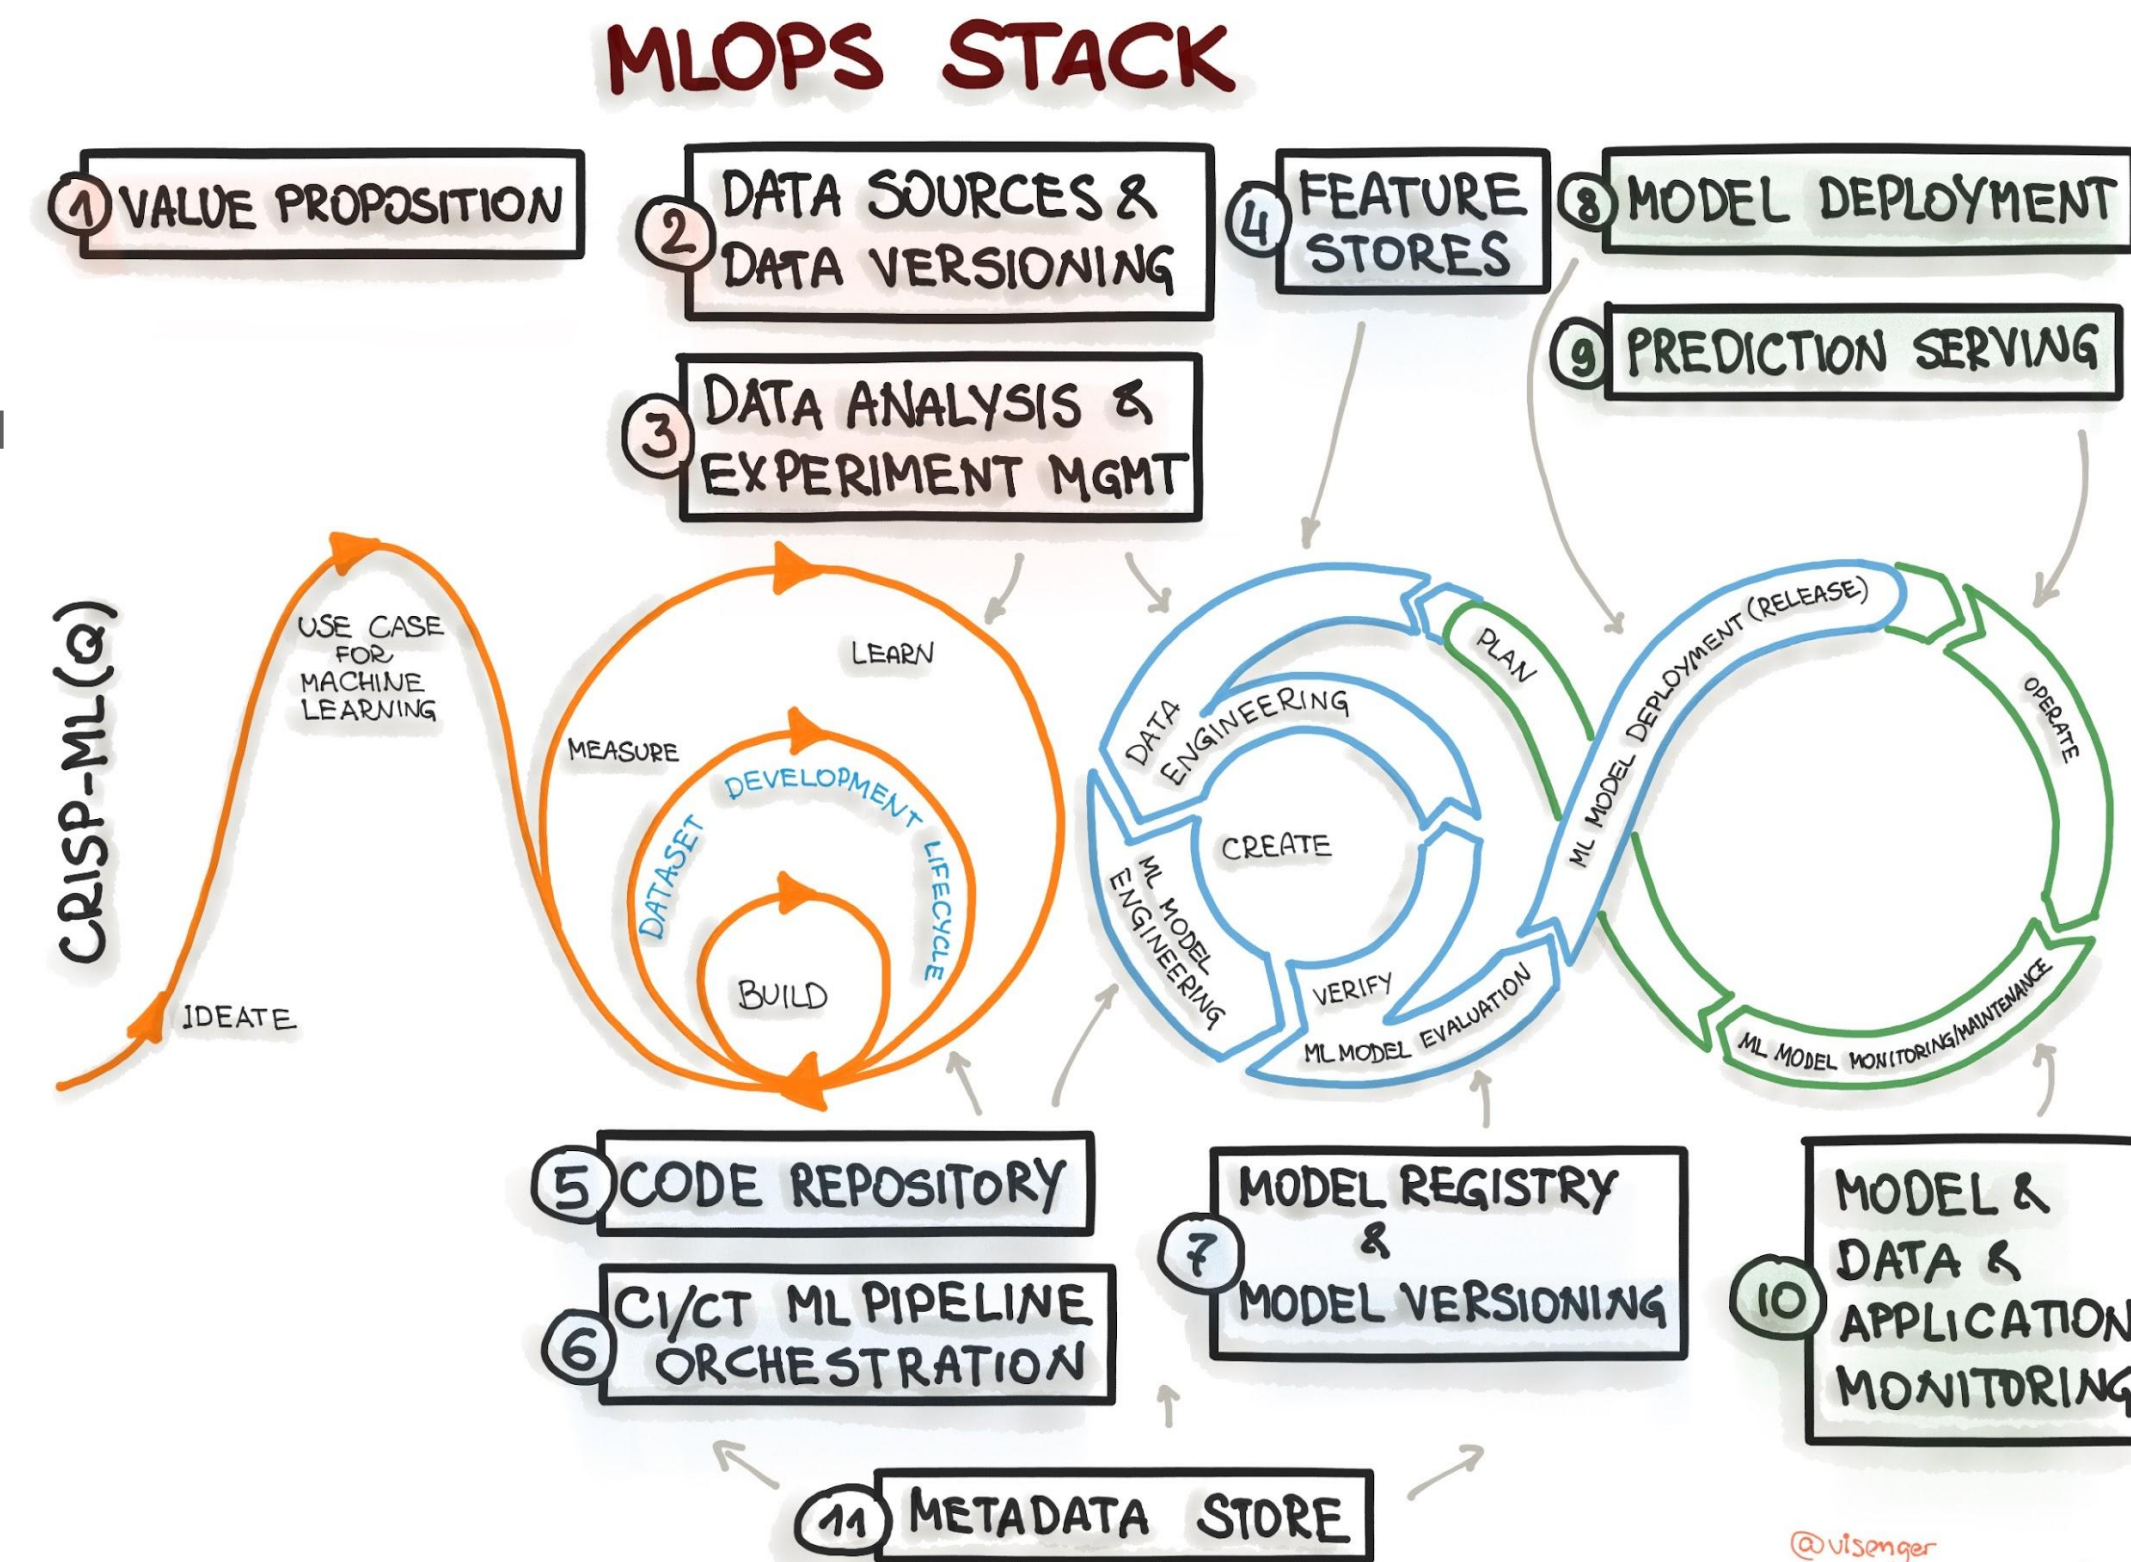 MLOPS STACK
1 VALUE PROPOSITION
2 DATA SOURCES &
DATA VERSIONING
3 DATA ANALYSIS &
EXPERIMENT MGMT
4 FEATURE
STORES
8 MODEL DEPLOYMENT
9 PREDICTION SERVING
CRISP-ML(Q)
IDEATE
USE CASE
FOR
MACHINE
LEARNING
MEASURE
LEARN
DATASET DEVELOPMENT LIFECYCLE
BUILD
DATA
ENGINEERING
CREATE
ML MODEL
ENGINEERING
VERIFY
ML MODEL EVALUATION
PLAN
ML MODEL DEPLOYMENT (RELEASE)
OPERATE
ML MODEL MONITORING/MAINTENANCE
5 CODE REPOSITORY
6 CI/CT ML PIPELINE
ORCHESTRATION
7 MODEL REGISTRY
&
MODEL VERSIONING
10 MODEL &
DATA &
APPLICATION
MONITORING
11 METADATA STORE
@visenger